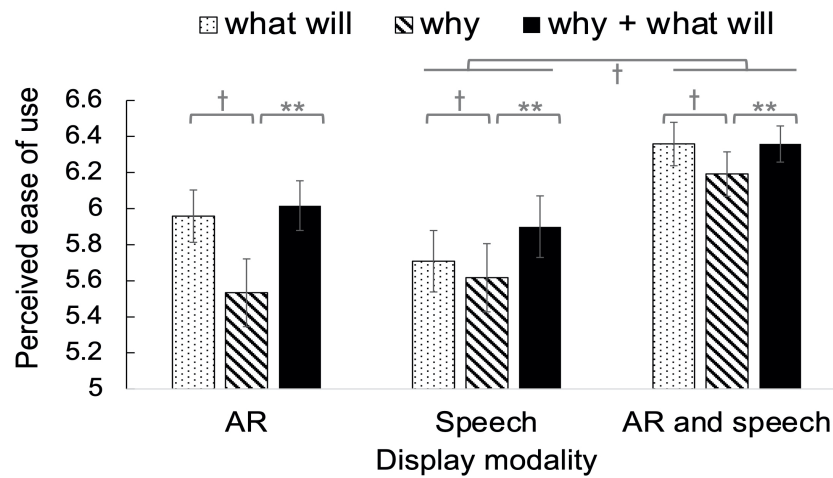 what will why why + what will
†
† ** † ** † **
Perceived ease of use
6.6
6.4
6.2
6
5.8
5.6
5.4
5.2
5
AR Speech AR and speech
Display modality